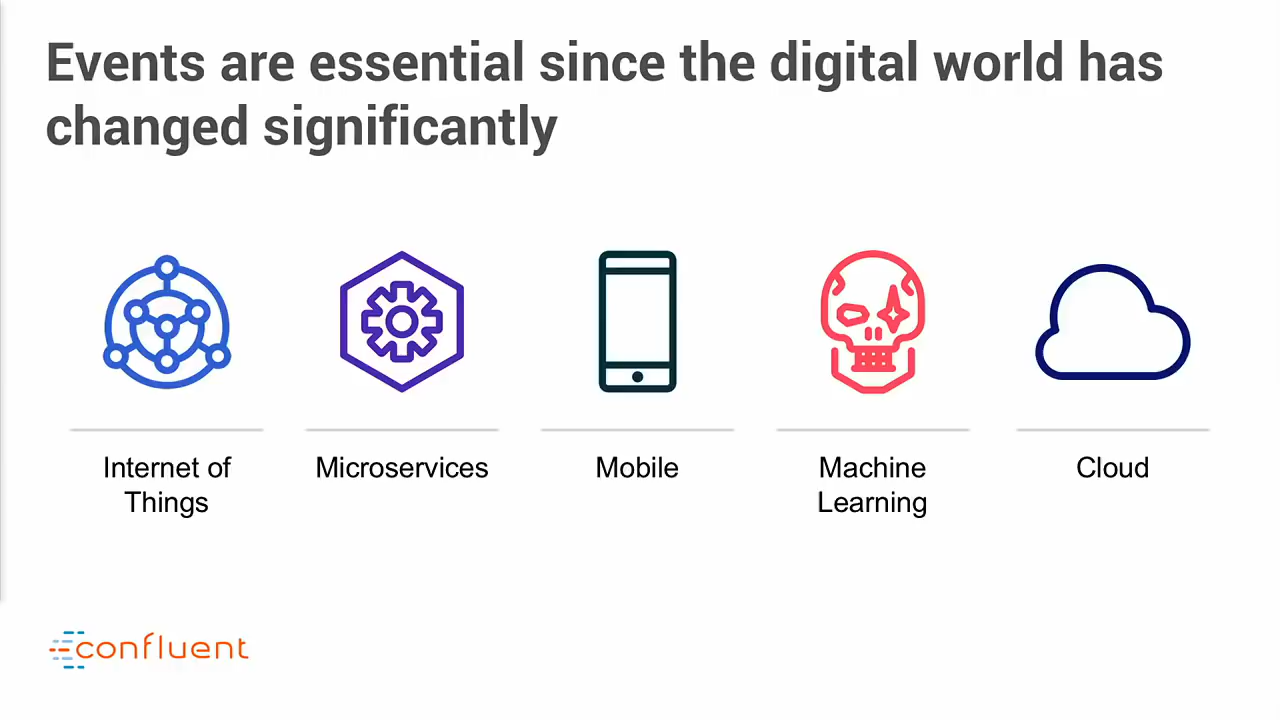 Events are essential since the digital world has
changed significantly
Internet of
Things
Microservices
Mobile
Machine
Learning
Cloud
confluent